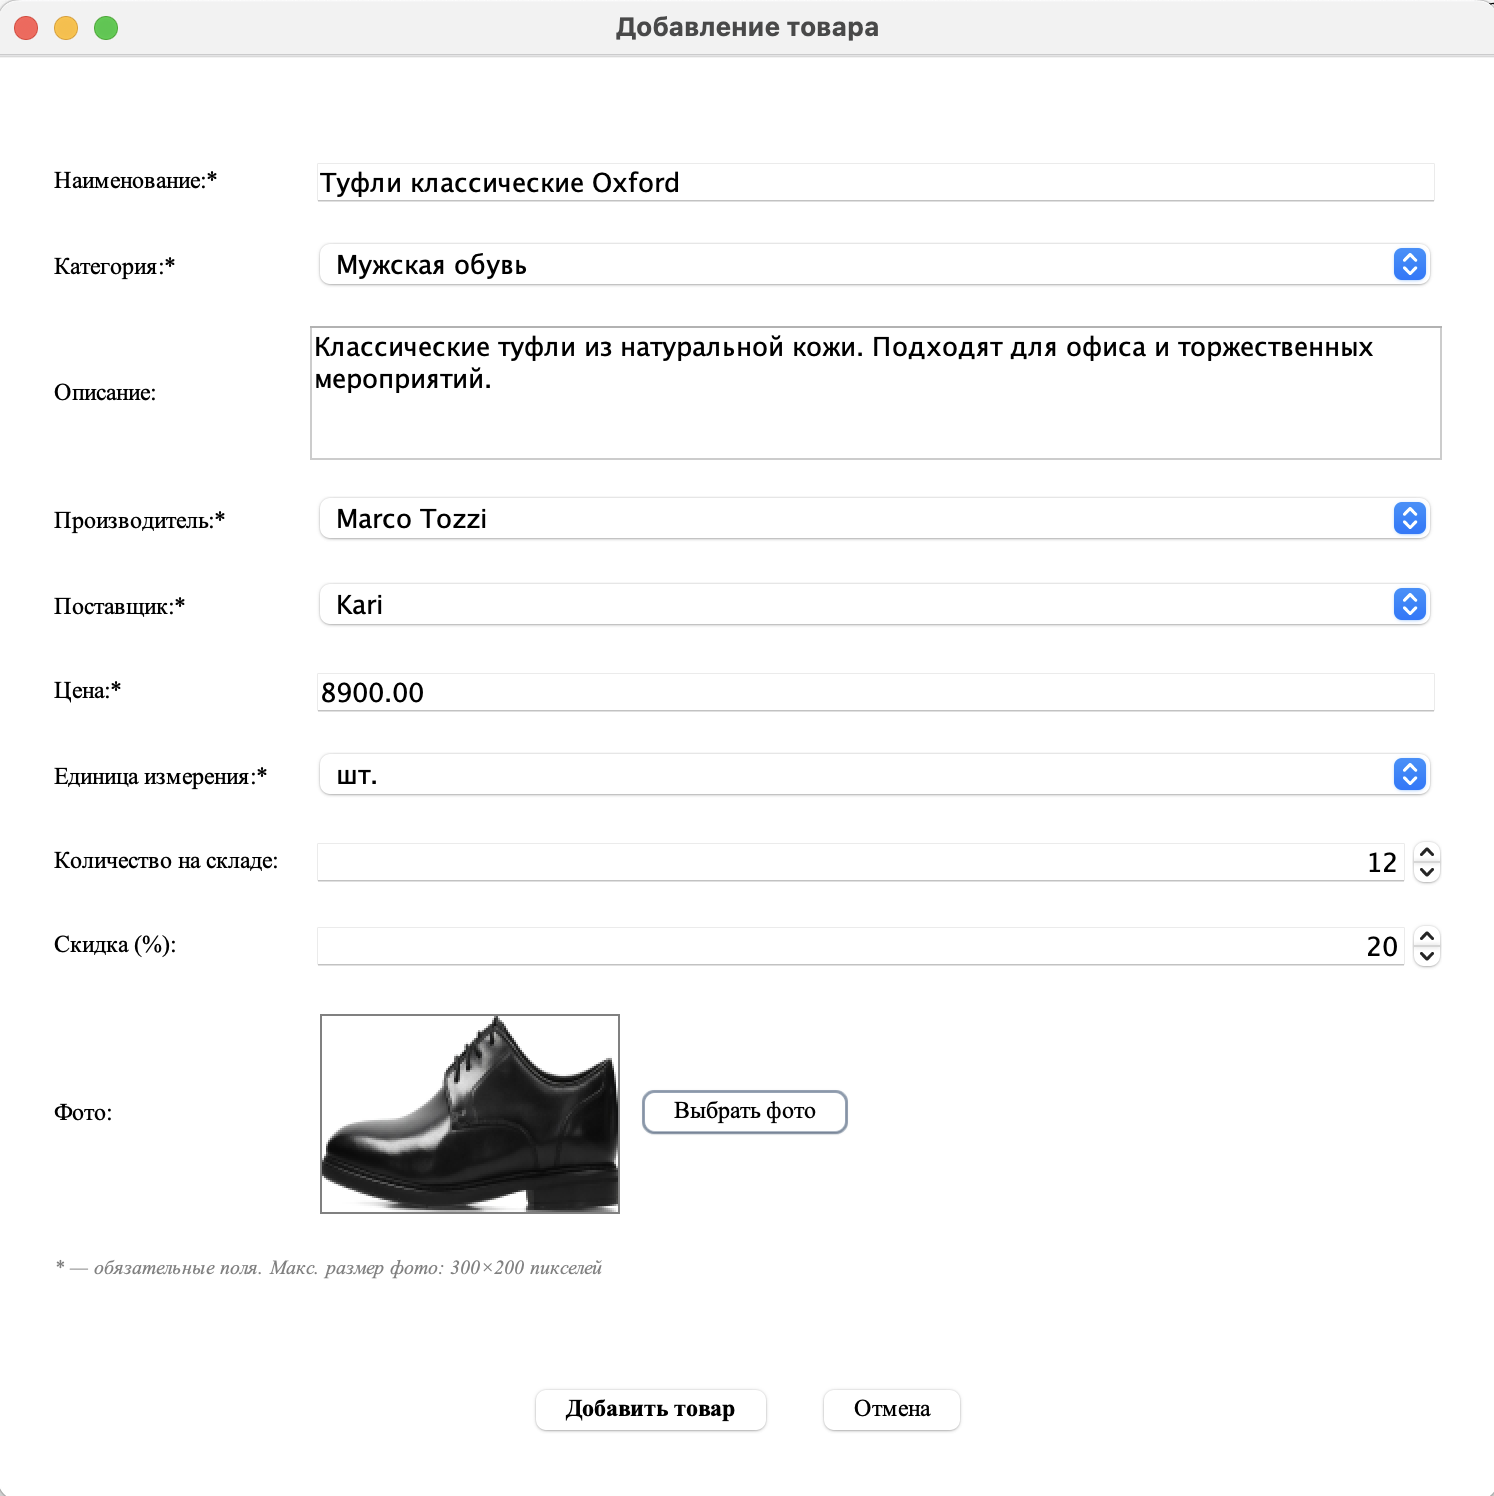 Добавление товара
Наименование:* Туфли классические Oxford
Категория:* Мужская обувь
Описание: Классические туфли из натуральной кожи. Подходят для офиса и торжественных
мероприятий.
Производитель:* Marco Tozzi
Поставщик:* Kari
Цена:* 8900.00
Единица измерения:* шт.
Количество на складе: 12
Скидка (%): 20
Фото: Выбрать фото
* — обязательные поля. Макс. размер фото: 300×200 пикселей
Добавить товар Отмена